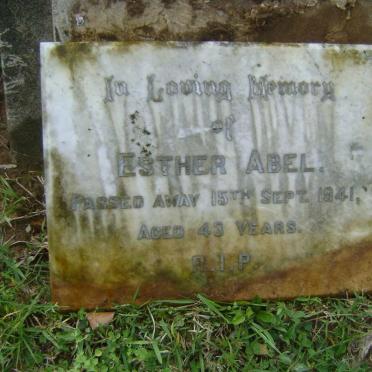 In Loving Memory
of
ESTHER ABEL.
PASSED AWAY 15TH SEPT. 1941,
AGED 43 YEARS.
R.I.P.